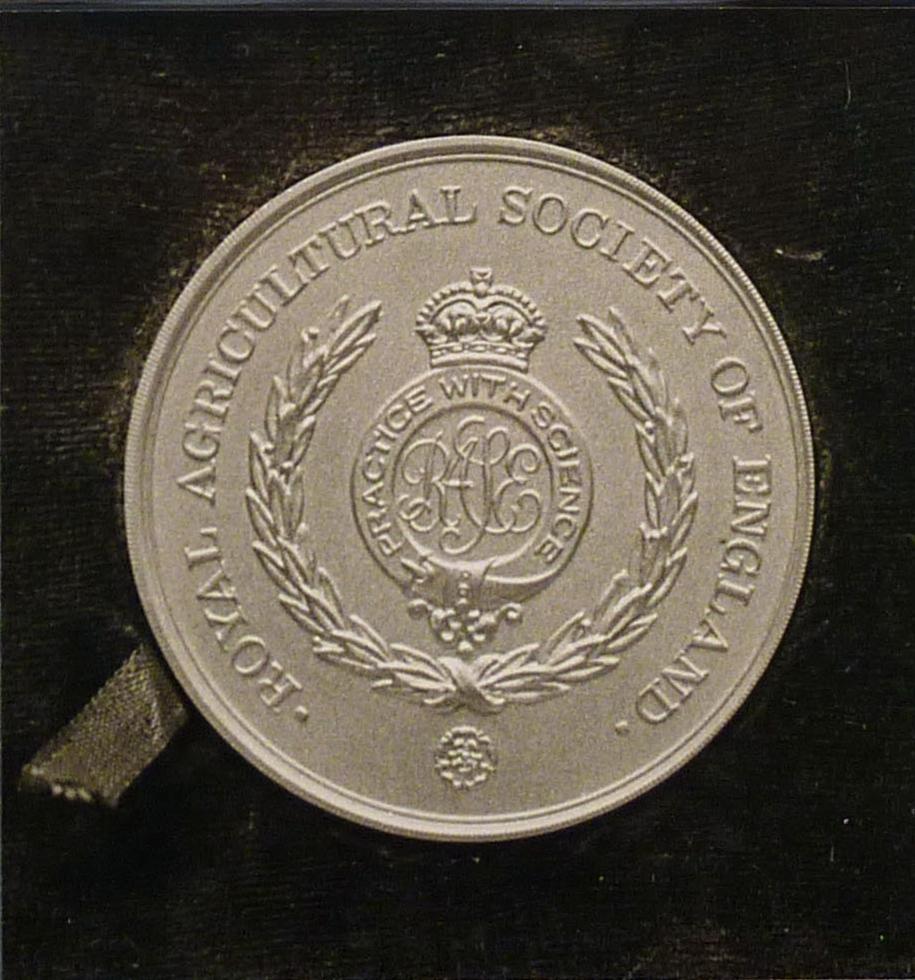 · ROYAL AGRICULTURAL SOCIETY OF ENGLAND ·
PRACTICE WITH SCIENCE
RASE